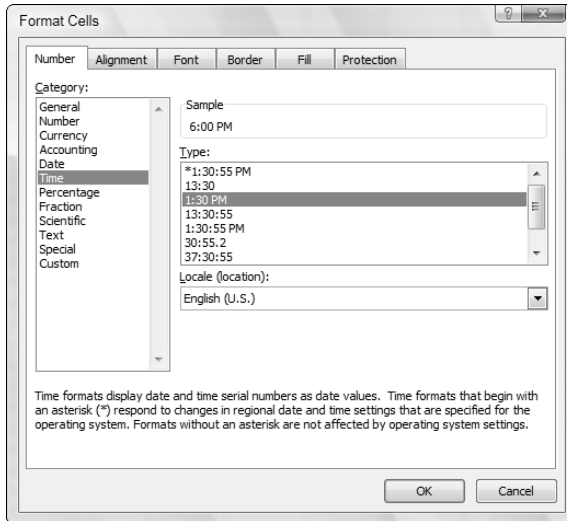 Format Cells
Number
Alignment
Font
Border
Fill
Protection
Category:
General
Number
Currency
Accounting
Date
Time
Percentage
Fraction
Scientific
Text
Special
Custom
Sample
6:00 PM
Type:
*1:30:55 PM
13:30
1:30 PM
13:30:55
1:30:55 PM
30:55.2
37:30:55
Locale (location):
English (U.S.)
Time formats display date and time serial numbers as date values. Time formats that begin with
an asterisk (*) respond to changes in regional date and time settings that are specified for the
operating system. Formats without an asterisk are not affected by operating system settings.
OK
Cancel